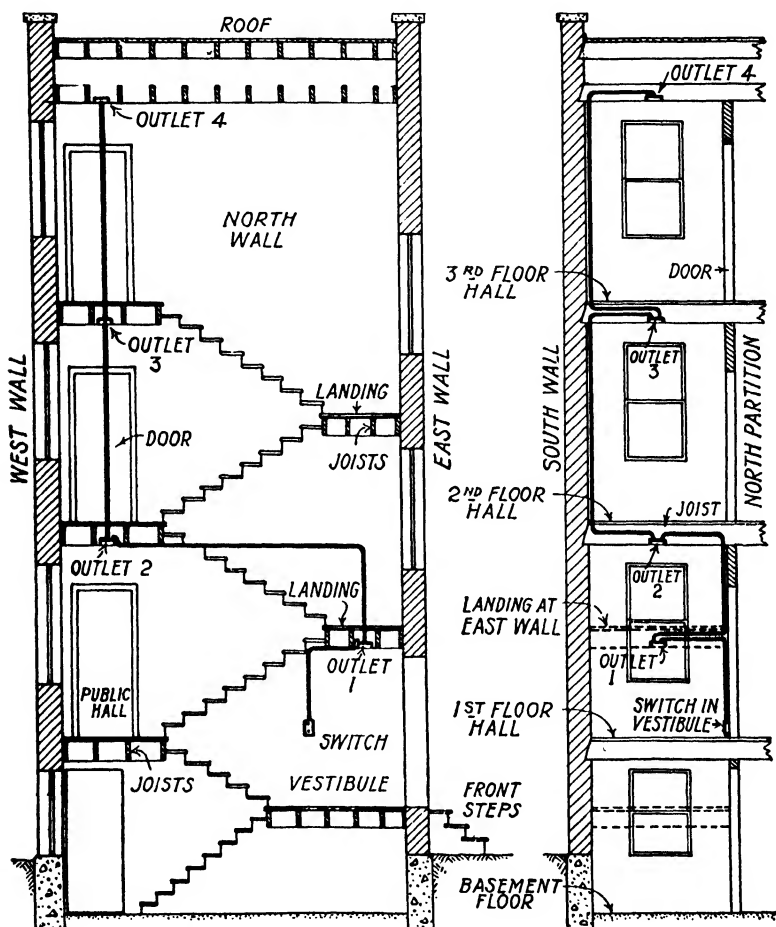 ROOF
OUTLET 4
NORTH
WALL
OUTLET
3
LANDING
JOISTS
DOOR
WEST WALL
EAST WALL
OUTLET 2
LANDING
OUTLET
1
PUBLIC
HALL
SWITCH
JOISTS
VESTIBULE
FRONT
STEPS
OUTLET 4
3RD FLOOR
HALL
DOOR
OUTLET
3
SOUTH WALL
NORTH PARTITION
2ND FLOOR
HALL
JOIST
OUTLET
2
LANDING AT
EAST WALL
OUTLET
1
SWITCH IN
VESTIBULE
1ST FLOOR
HALL
BASEMENT
FLOOR